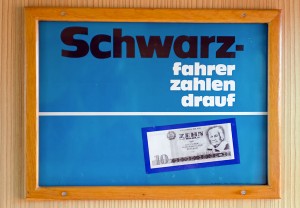 Schwarz-
fahrer
zahlen
drauf
ZEHN
10